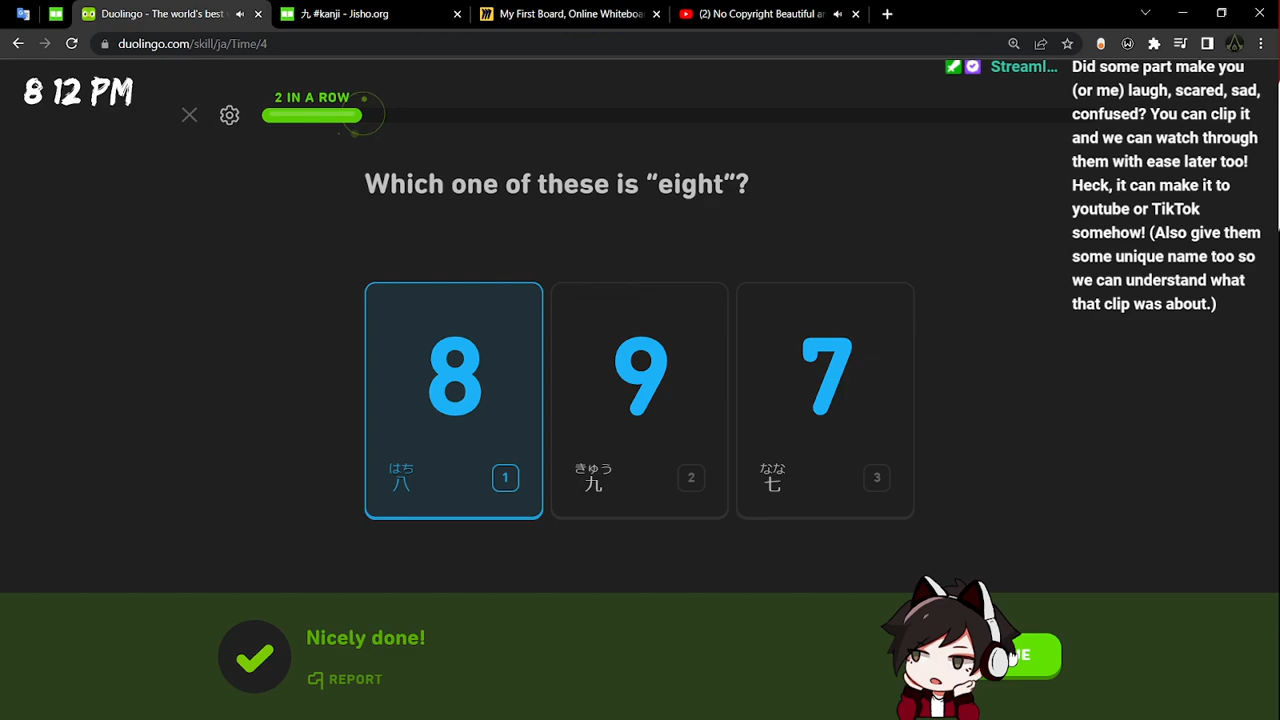 Duolingo - The world's best
九 #kanji - Jisho.org
My First Board, Online Whiteboa
(2) No Copyright Beautiful a
duolingo.com/skill/ja/Time/4
8 12 PM
Streaml...
Did some part make you
(or me) laugh, scared, sad,
confused? You can clip it
and we can watch through
them with ease later too!
Heck, it can make it to
youtube or TikTok
somehow! (Also give them
some unique name too so
we can understand what
that clip was about.)
2 IN A ROW
Which one of these is “eight”?
8
はち
八
1
9
きゅう
九
2
7
なな
七
3
Nicely done!
REPORT